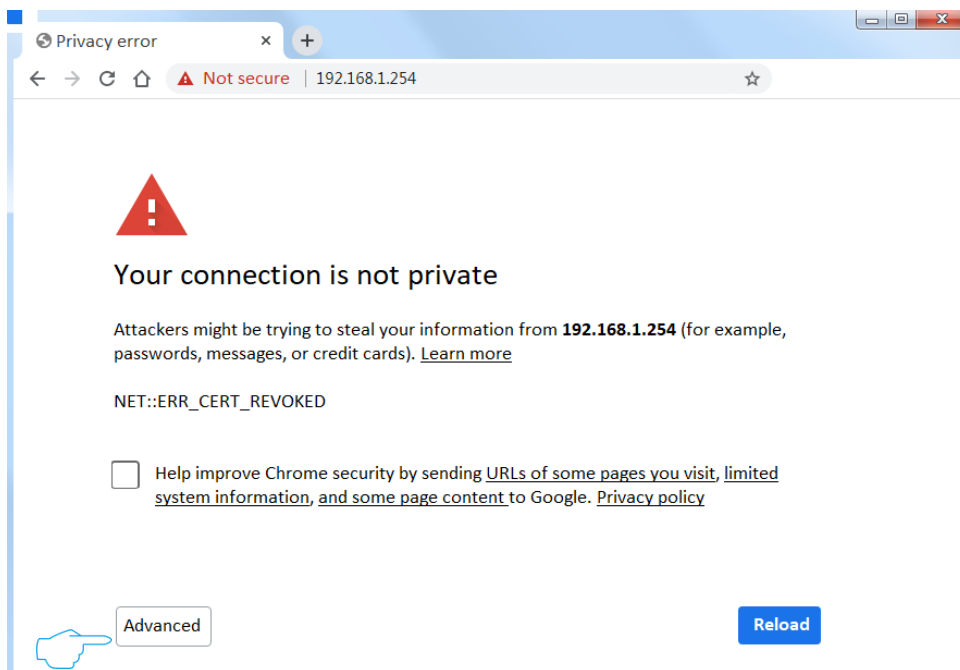 Privacy error
Not secure | 192.168.1.254
Your connection is not private
Attackers might be trying to steal your information from 192.168.1.254 (for example,
passwords, messages, or credit cards). Learn more
NET::ERR_CERT_REVOKED
Help improve Chrome security by sending URLs of some pages you visit, limited
system information, and some page content to Google. Privacy policy
Advanced
Reload